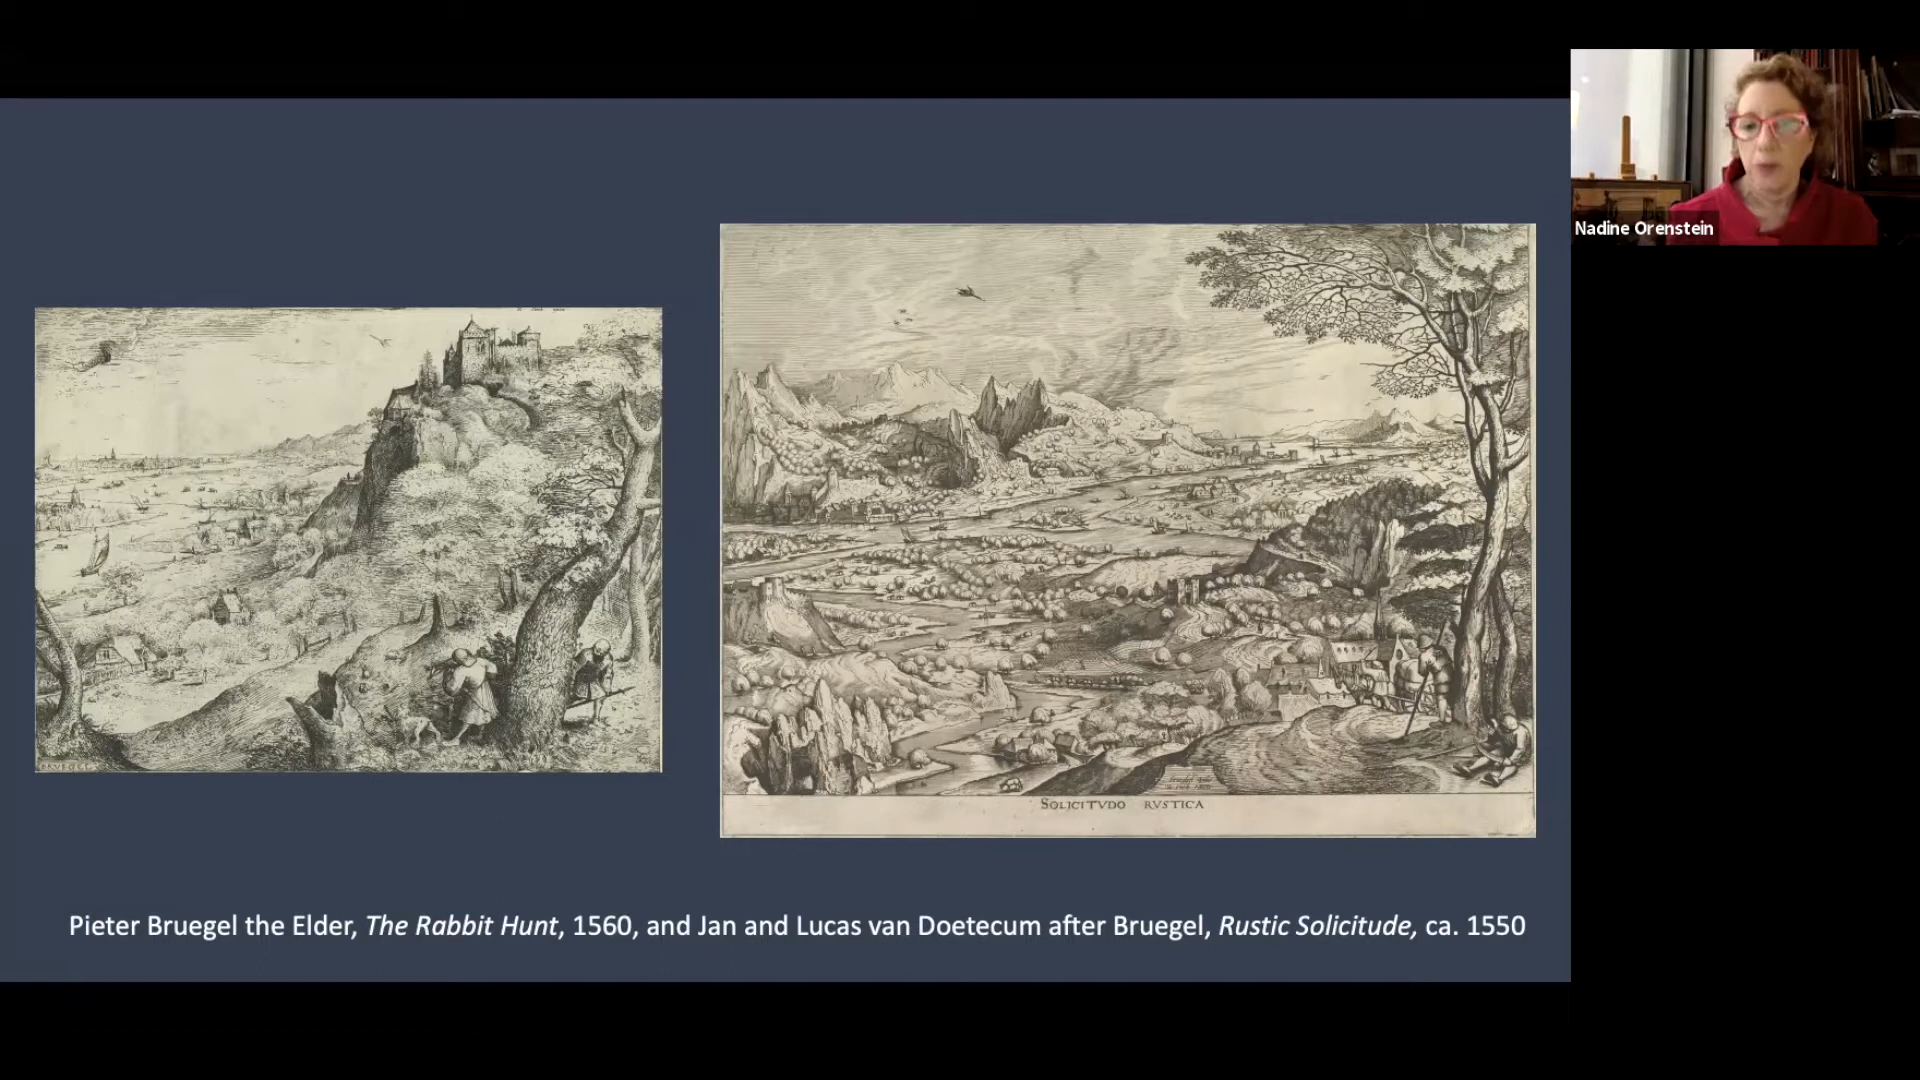 Nadine Orenstein
SOLICITVDO RVSTICA
Pieter Bruegel the Elder, The Rabbit Hunt, 1560, and Jan and Lucas van Doetecum after Bruegel, Rustic Solicitude, ca. 1550